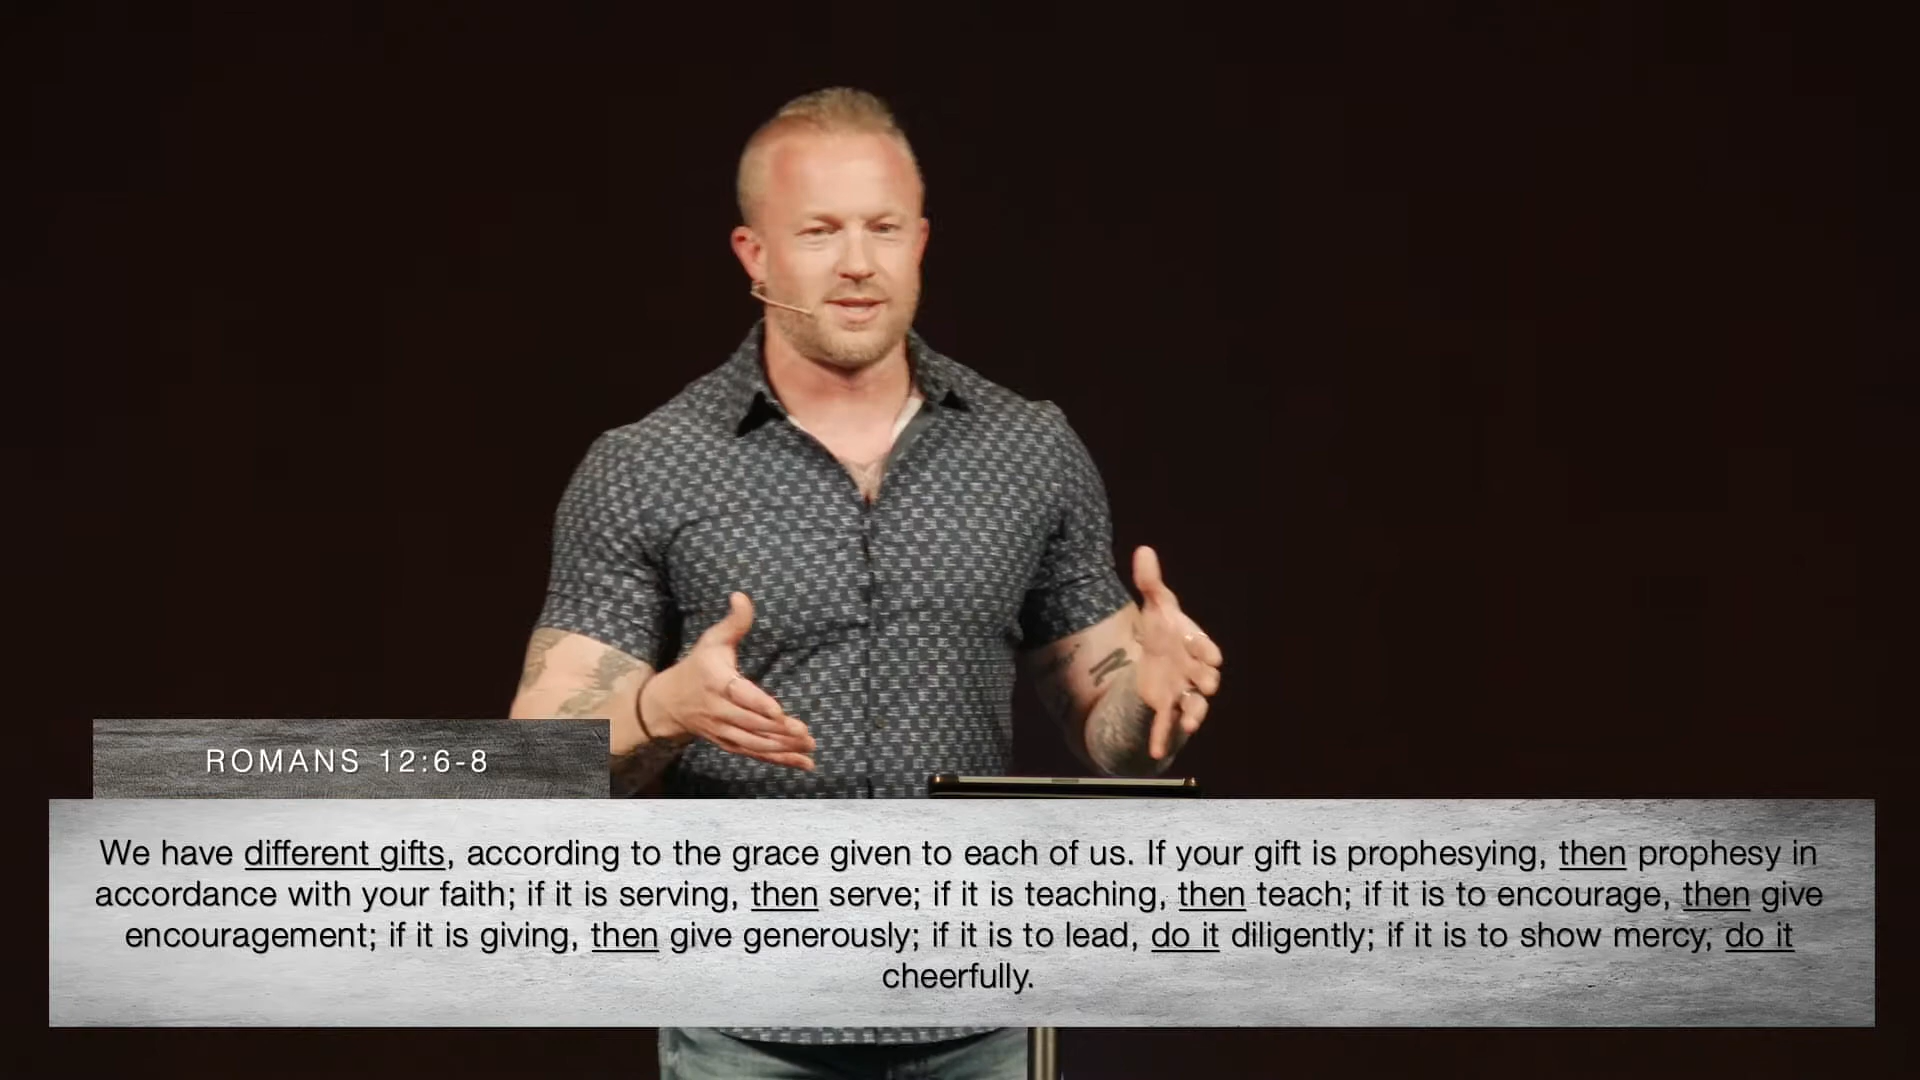 ROMANS 12:6-8
We have different gifts, according to the grace given to each of us. If your gift is prophesying, then prophesy in
accordance with your faith; if it is serving, then serve; if it is teaching, then teach; if it is to encourage, then give
encouragement; if it is giving, then give generously; if it is to lead, do it diligently; if it is to show mercy, do it
cheerfully.